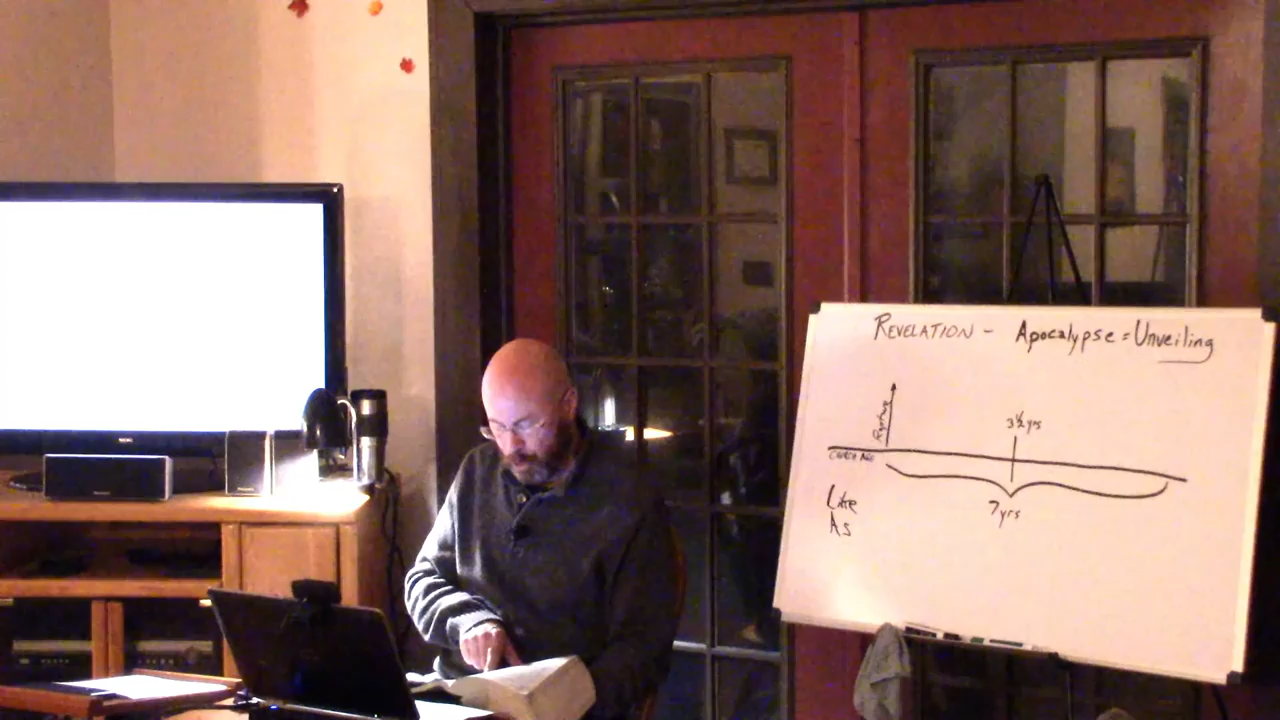 REVELATION - Apocalypse = Unveiling
Rapture
3½ yrs
CHURCH AGE
7 yrs
Like
As